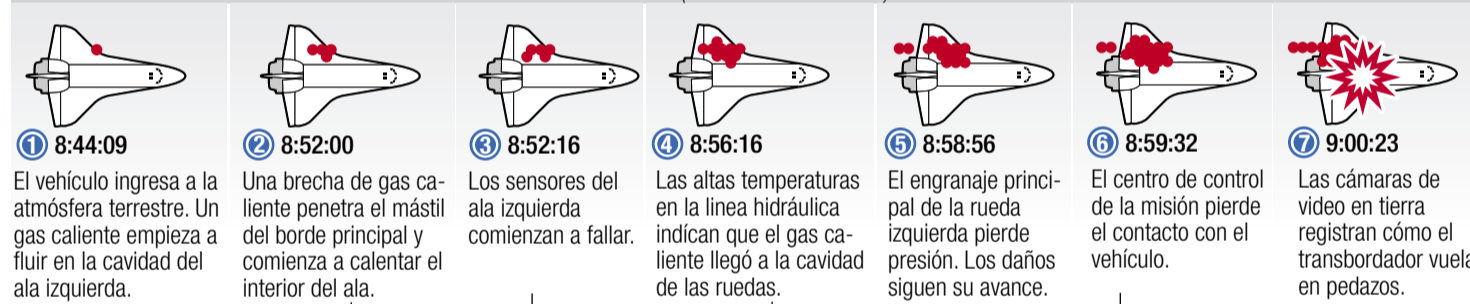 ① 8:44:09
El vehículo ingresa a la
atmósfera terrestre. Un
gas caliente empieza a
fluir en la cavidad del
ala izquierda.
② 8:52:00
Una brecha de gas ca-
liente penetra el mástil
del borde principal y
comienza a calentar el
interior del ala.
③ 8:52:16
Los sensores del
ala izquierda
comienzan a fallar.
④ 8:56:16
Las altas temperaturas
en la linea hidráulica
indícan que el gas ca-
liente llegó a la cavidad
de las ruedas.
⑤ 8:58:56
El engranaje princi-
pal de la rueda
izquierda pierde
presión. Los daños
siguen su avance.
⑥ 8:59:32
El centro de control
de la misión pierde
el contacto con el
vehículo.
⑦ 9:00:23
Las cámaras de
video en tierra
registran cómo el
transbordador vuela
en pedazos.